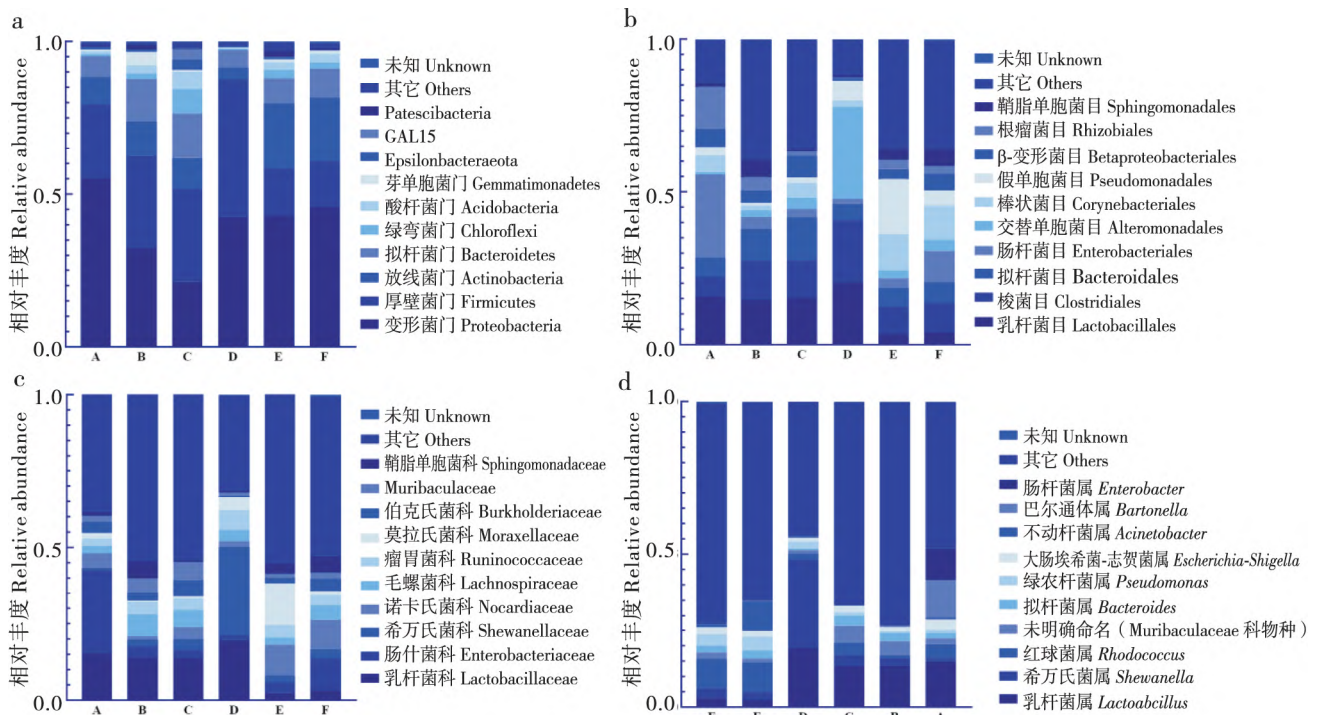 a
1.0
0.5
0.0
相对丰度 Relative abundance
A B C D E F
未知 Unknown
其它 Others
Patescibacteria
GAL15
Epsilonbacteraeota
芽单胞菌门 Gemmatimonadetes
酸杆菌门 Acidobacteria
绿弯菌门 Chloroflexi
拟杆菌门 Bacteroidetes
放线菌门 Actinobacteria
厚壁菌门 Firmicutes
变形菌门 Proteobacteria
b
1.0
0.5
0.0
相对丰度 Relative abundance
A B C D E F
未知 Unknown
其它 Others
鞘脂单胞菌目 Sphingomonadales
根瘤菌目 Rhizobiales
β-变形菌目 Betaproteobacteriales
假单胞菌目 Pseudomonadales
棒状菌目 Corynebacteriales
交替单胞菌目 Alteromonadales
肠杆菌目 Enterobacteriales
拟杆菌目 Bacteroidales
梭菌目 Clostridiales
乳杆菌目 Lactobacillales
c
1.0
0.5
0.0
相对丰度 Relative abundance
A B C D E F
未知 Unknown
其它 Others
鞘脂单胞菌科 Sphingomonadaceae
Muribaculaceae
伯克氏菌科 Burkholderiaceae
莫拉氏菌科 Moraxellaceae
瘤胃菌科 Runinococcaceae
毛螺菌科 Lachnospiraceae
诺卡氏菌科 Nocardiaceae
希万氏菌科 Shewanellaceae
肠什菌科 Enterobacteriaceae
乳杆菌科 Lactobacillaceae
d
1.0
0.5
0.0
相对丰度 Relative abundance
未知 Unknown
其它 Others
肠杆菌属 Enterobacter
巴尔通体属 Bartonella
不动杆菌属 Acinetobacter
大肠埃希菌-志贺菌属 Escherichia-Shigella
绿农杆菌属 Pseudomonas
拟杆菌属 Bacteroides
未明确命名（Muribaculaceae 科物种）
红球菌属 Rhodococcus
希万氏菌属 Shewanella
乳杆菌属 Lactoabcillus